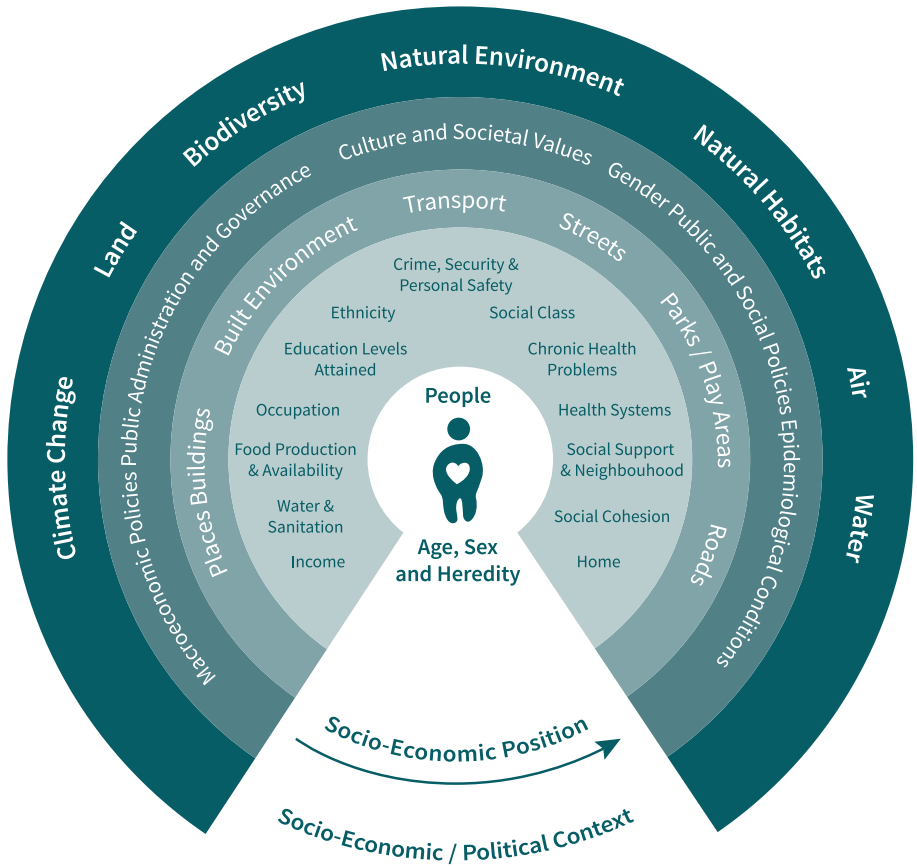 Natural Environment
Biodiversity
Land
Climate Change
Natural Habitats
Air
Water
Culture and Societal Values
Macroeconomic Policies Public Administration and Governance
Gender Public and Social Policies Epidemiological Conditions
Transport
Built Environment
Places Buildings
Streets
Parks / Play Areas
Roads
Crime, Security &
Personal Safety
Ethnicity
Social Class
Education Levels
Attained
Chronic Health
Problems
Occupation
Health Systems
Food Production
& Availability
Social Support
& Neighbouhood
Water &
Sanitation
Social Cohesion
Income
Home
People
Age, Sex
and Heredity
Socio-Economic Position
Socio-Economic / Political Context